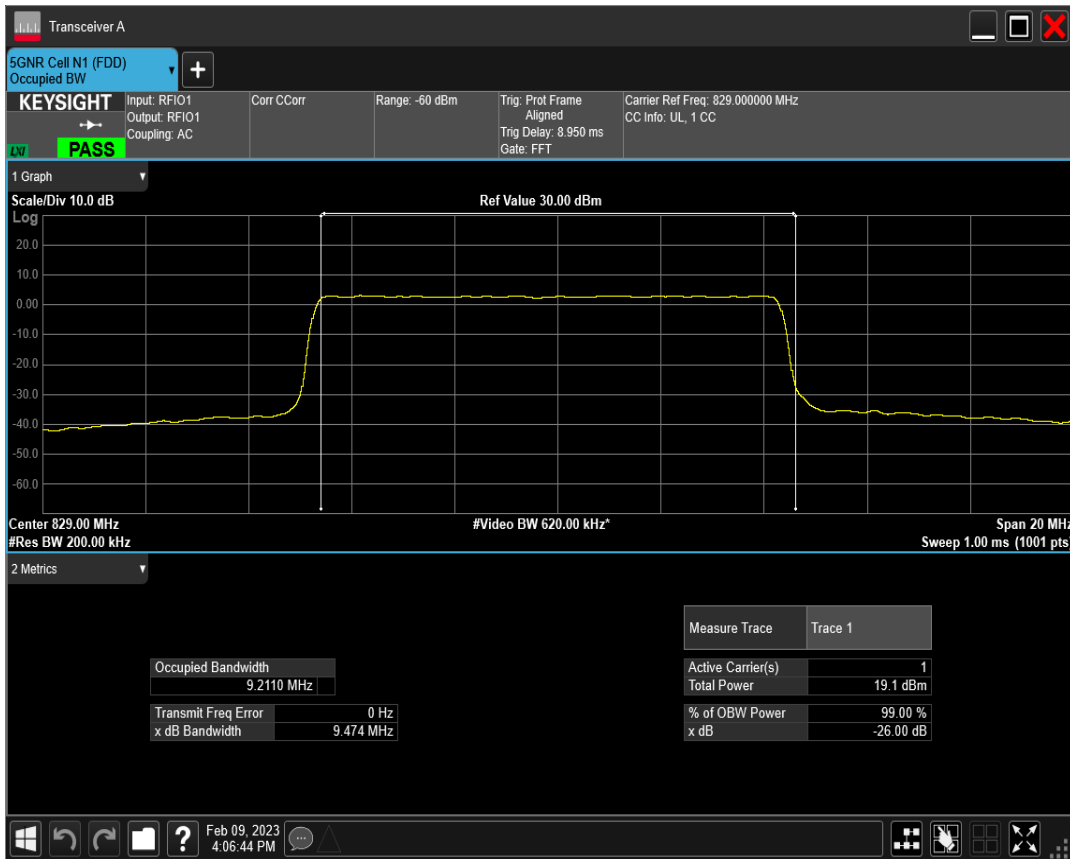 Transceiver A
5GNR Cell N1 (FDD)
Occupied BW
KEYSIGHT
LXI
PASS
Input: RFIO1
Output: RFIO1
Coupling: AC
Corr CCorr
Range: -60 dBm
Trig: Prot Frame
Aligned
Trig Delay: 8.950 ms
Gate: FFT
Carrier Ref Freq: 829.000000 MHz
CC Info: UL, 1 CC
1 Graph
Scale/Div 10.0 dB
Ref Value 30.00 dBm
Log
20.0
10.0
0.00
-10.0
-20.0
-30.0
-40.0
-50.0
-60.0
Center 829.00 MHz
#Video BW 620.00 kHz*
Span 20 MHz
#Res BW 200.00 kHz
Sweep 1.00 ms (1001 pts)
2 Metrics
Measure Trace Trace 1
Occupied Bandwidth
9.2110 MHz
Transmit Freq Error 0 Hz
x dB Bandwidth 9.474 MHz
Active Carrier(s) 1
Total Power 19.1 dBm
% of OBW Power 99.00 %
x dB -26.00 dB
?
Feb 09, 2023
4:06:44 PM